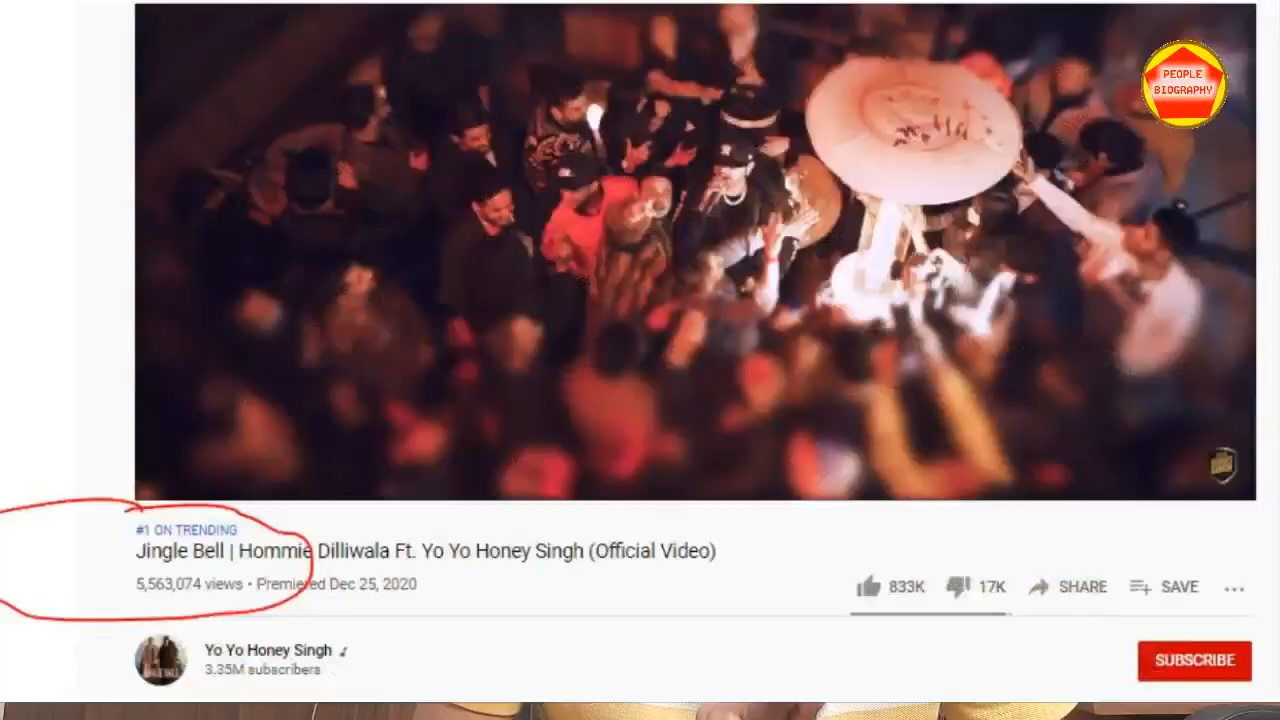 PEOPLE
BIOGRAPHY
#1 ON TRENDING
Jingle Bell | Hommie Dilliwala Ft. Yo Yo Honey Singh (Official Video)
5,563,074 views • Premiered Dec 25, 2020
833K 17K SHARE SAVE
Yo Yo Honey Singh
3.35M subscribers
SUBSCRIBE